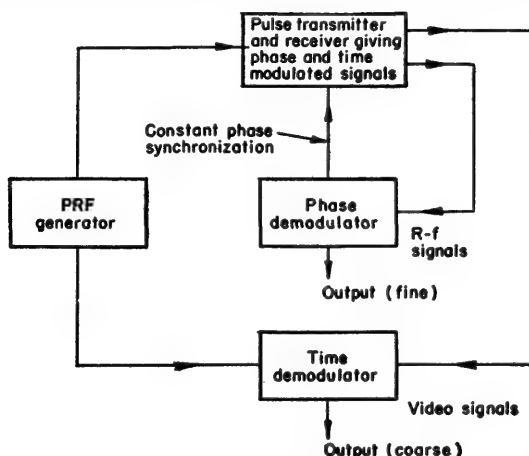 Pulse transmitter
and receiver giving
phase and time
modulated signals
Constant phase
synchronization
PRF
generator
Phase
demodulator
R-f
signals
Output (fine)
Time
demodulator
Video signals
Output (coarse)